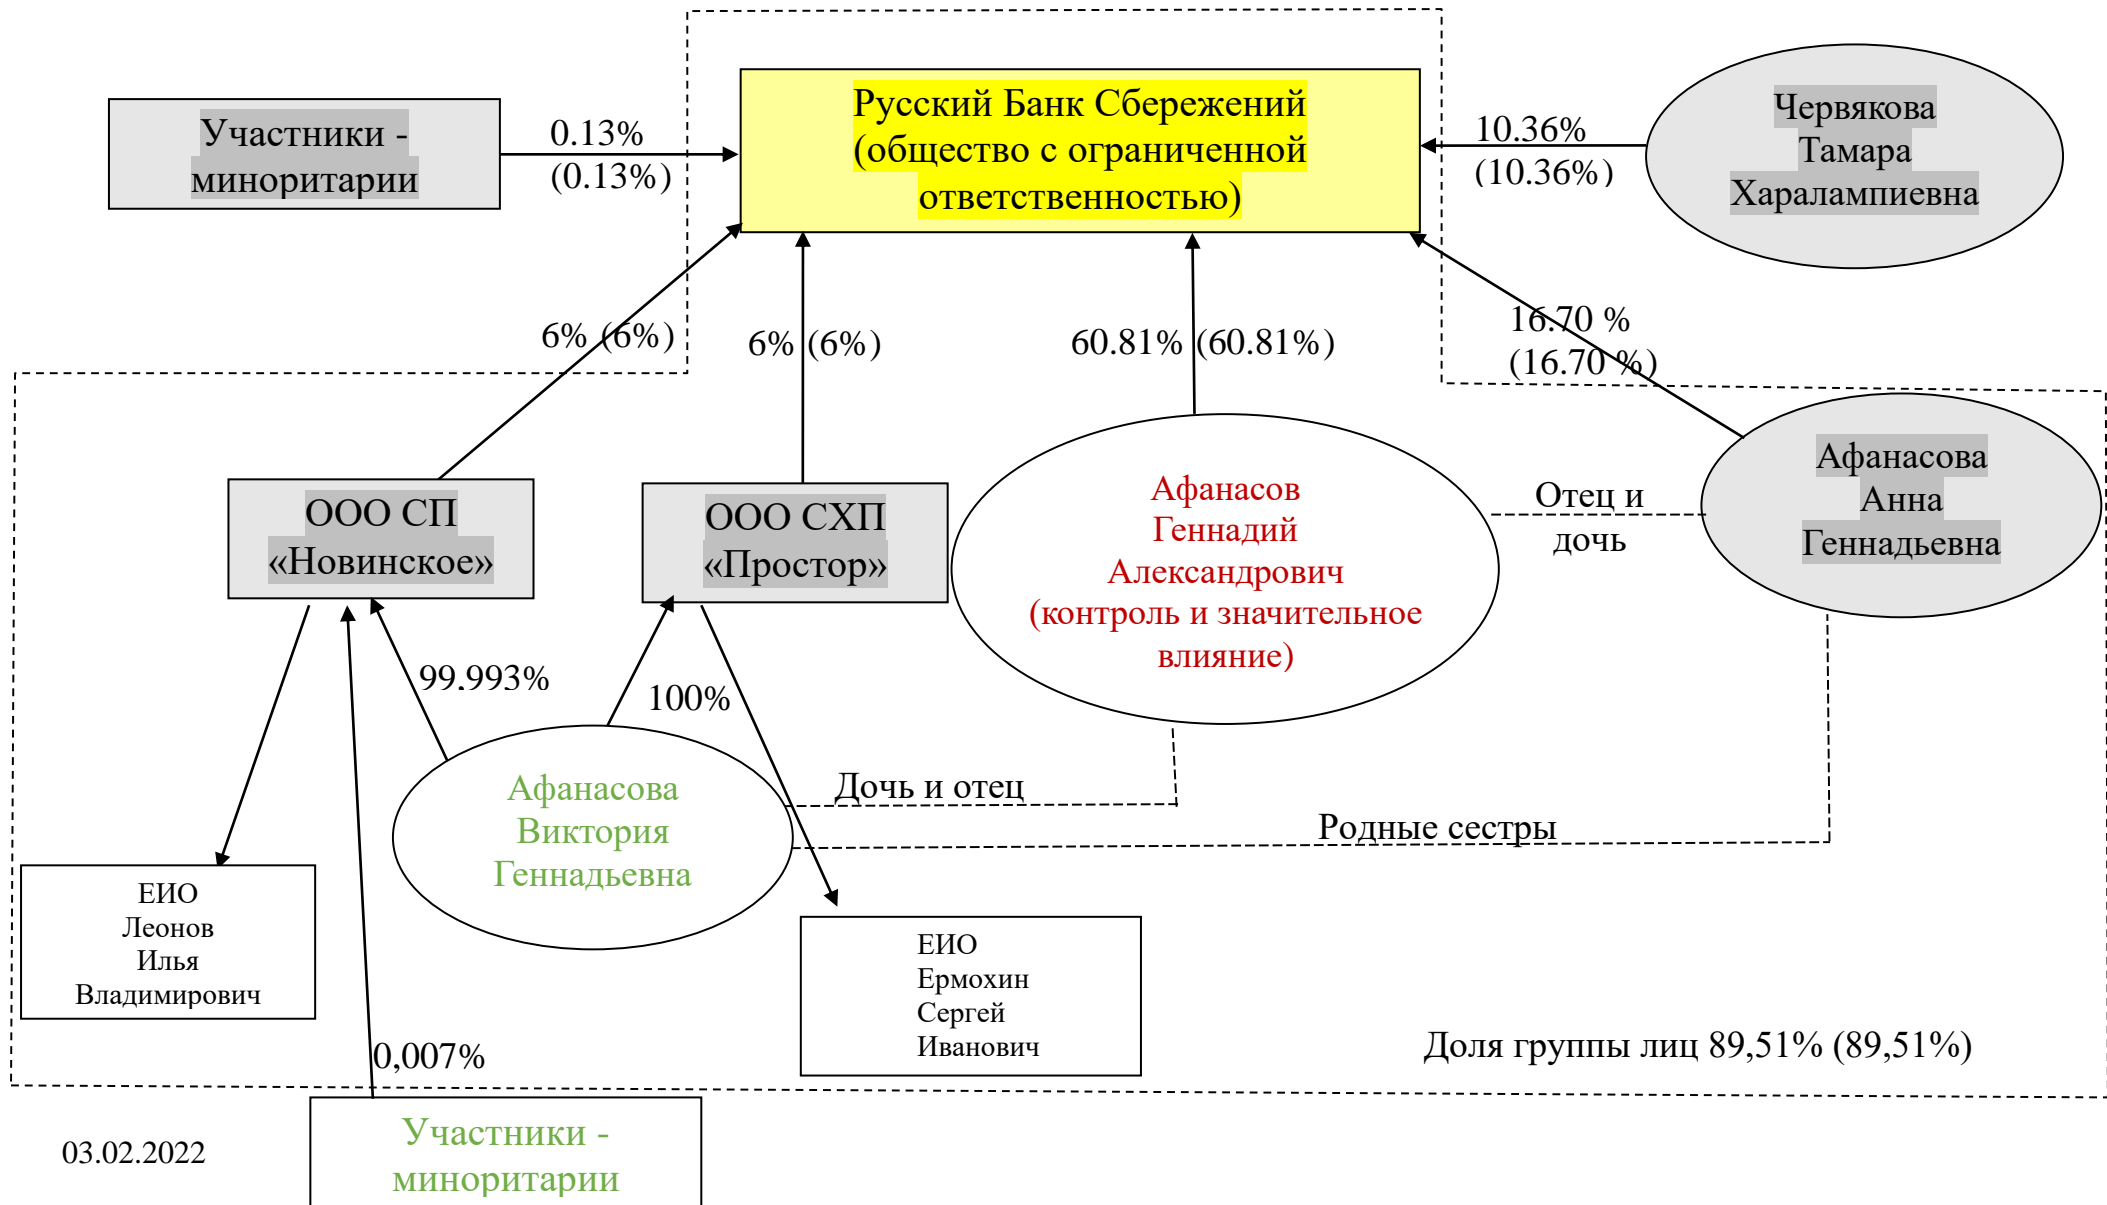 Русский Банк Сбережений
(общество с ограниченной
ответственностью)
Участники -
миноритарии
0.13%
(0.13%)
10.36%
(10.36%)
Червякова
Тамара
Харалампиевна
6% (6%)
6% (6%)
60.81% (60.81%)
16.70 %
(16.70 %)
ООО СП
«Новинское»
ООО СХП
«Простор»
Афанасов
Геннадий
Александрович
(контроль и значительное
влияние)
Отец и
дочь
Афанасова
Анна
Геннадьевна
99.993%
100%
Афанасова
Виктория
Геннадьевна
Дочь и отец
Родные сестры
ЕИО
Леонов
Илья
Владимирович
ЕИО
Ермохин
Сергей
Иванович
0,007%
Доля группы лиц 89,51% (89,51%)
03.02.2022
Участники -
миноритарии